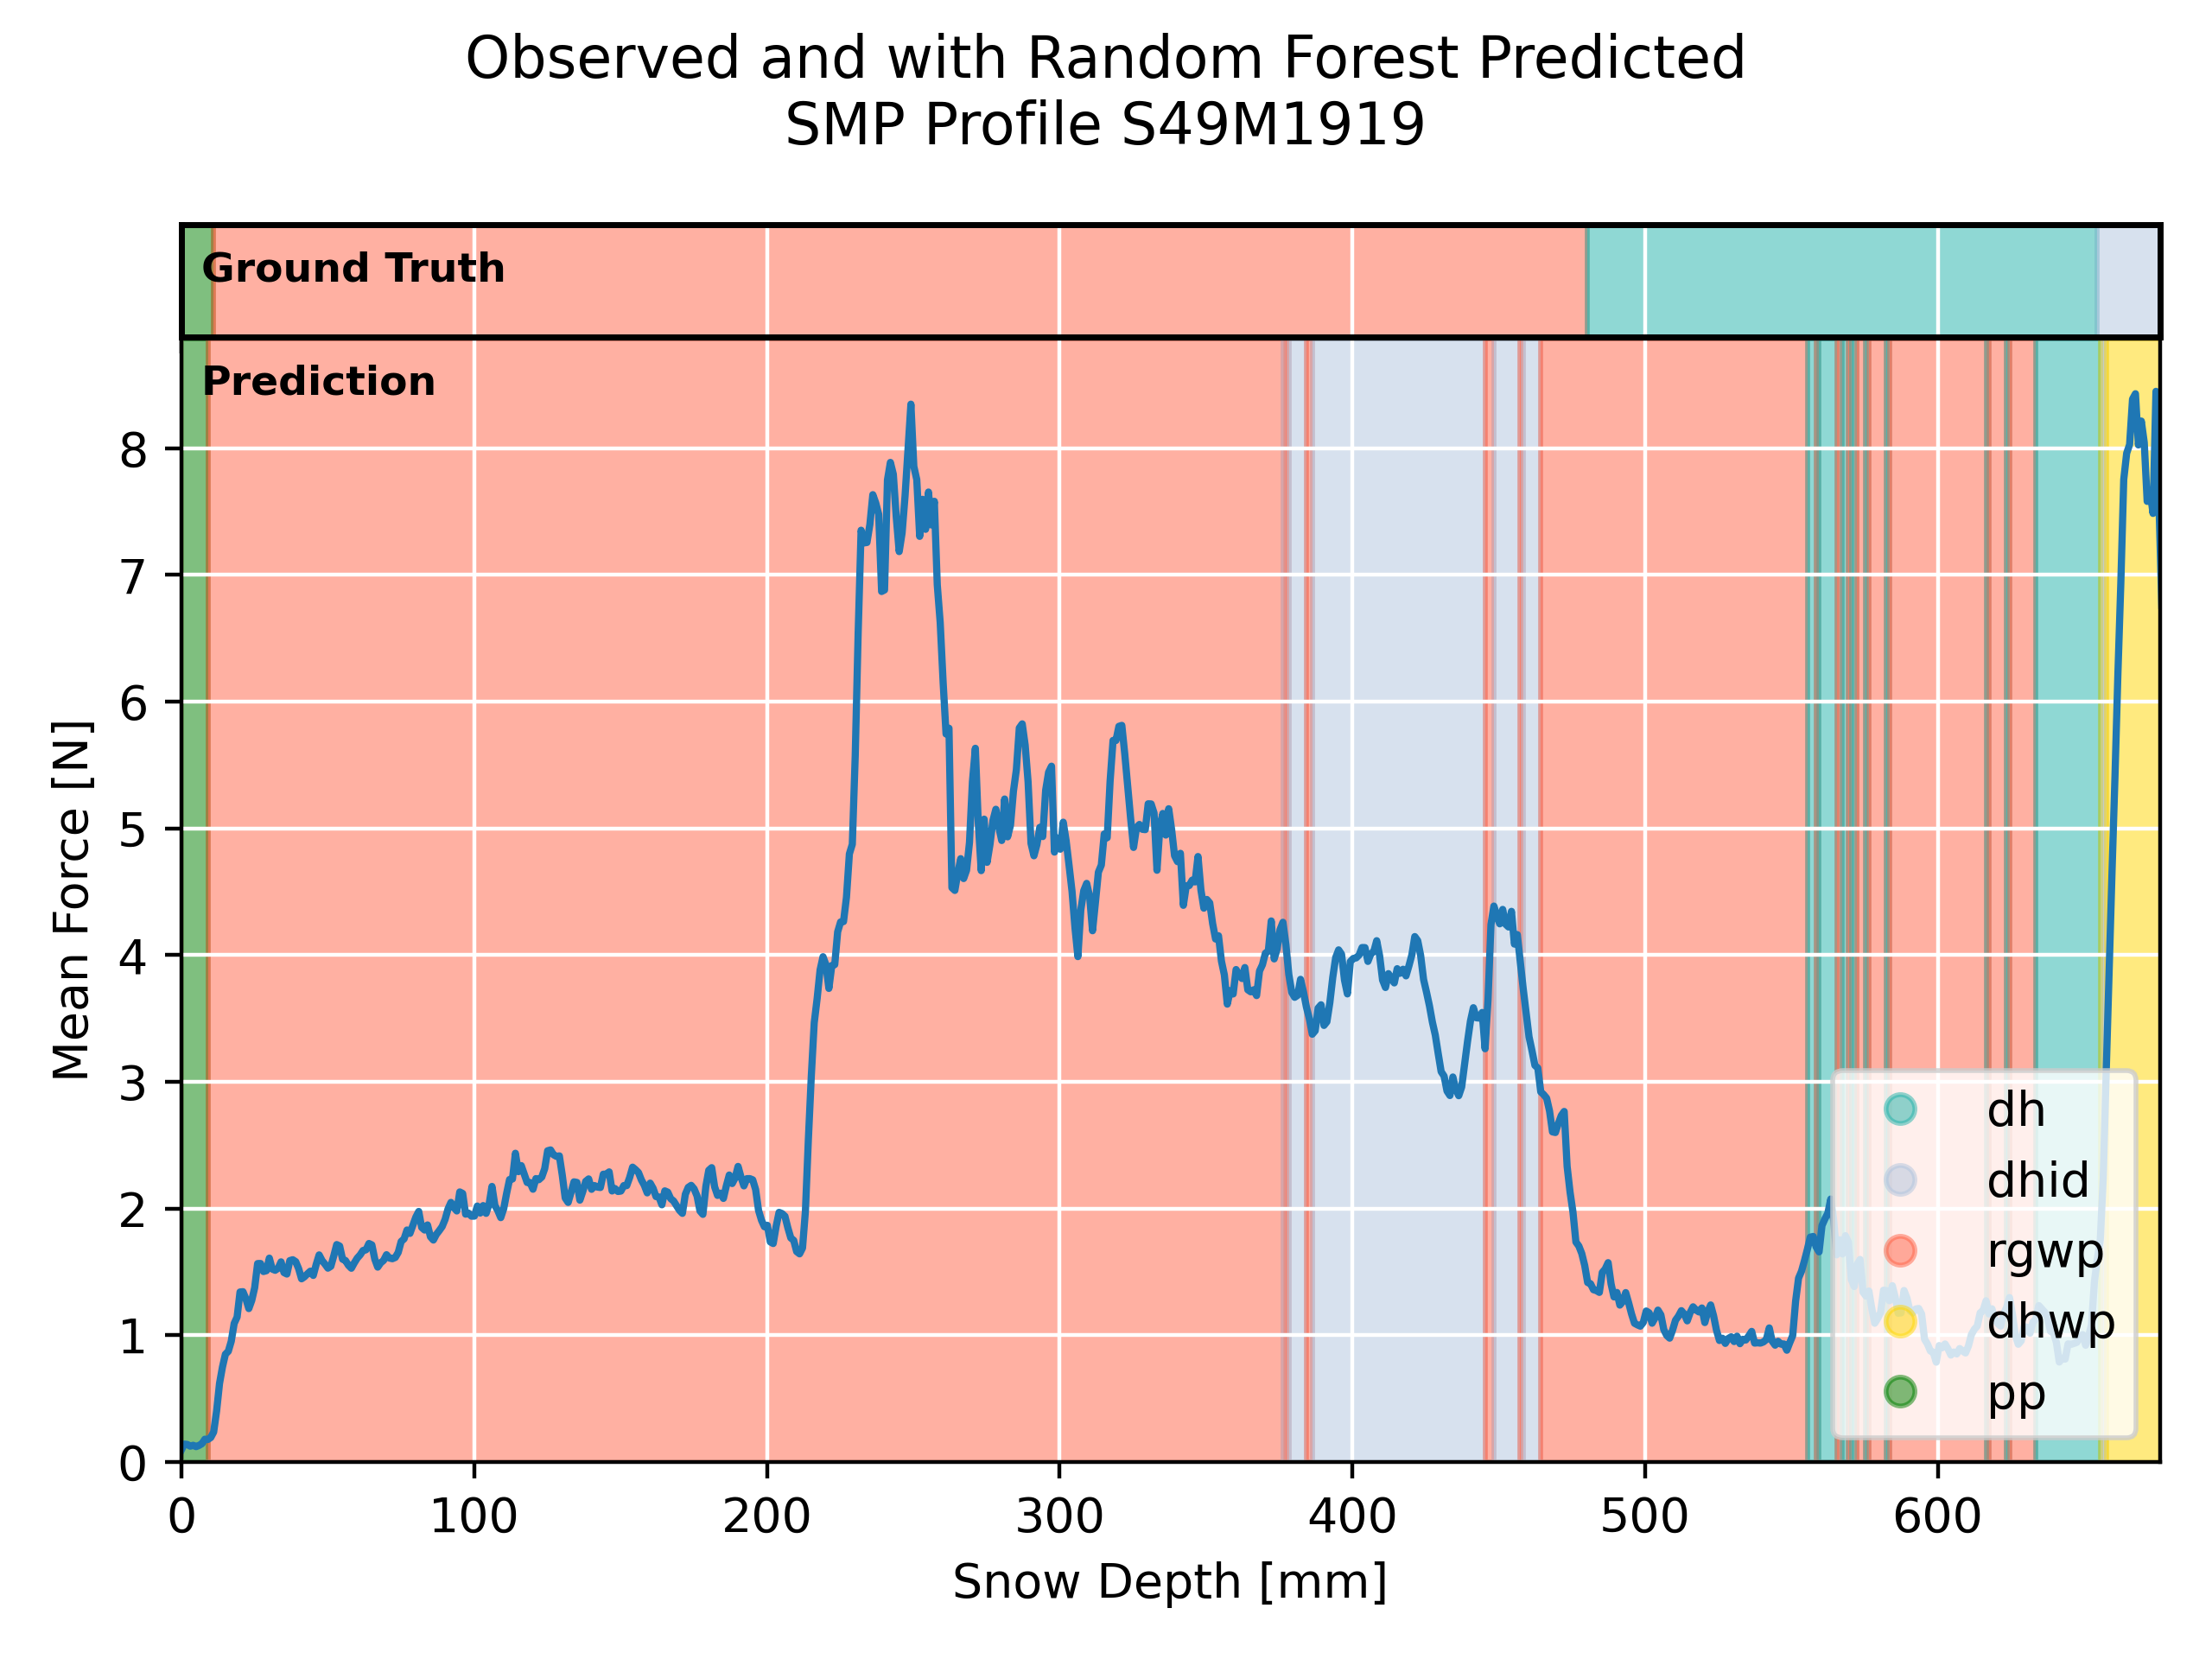 Observed and with Random Forest Predicted
SMP Profile S49M1919
Ground Truth
Prediction
8
7
6
5
4
3
2
1
0
Mean Force [N]
dh
dhid
rgwp
dhwp
pp
0 100 200 300 400 500 600
Snow Depth [mm]